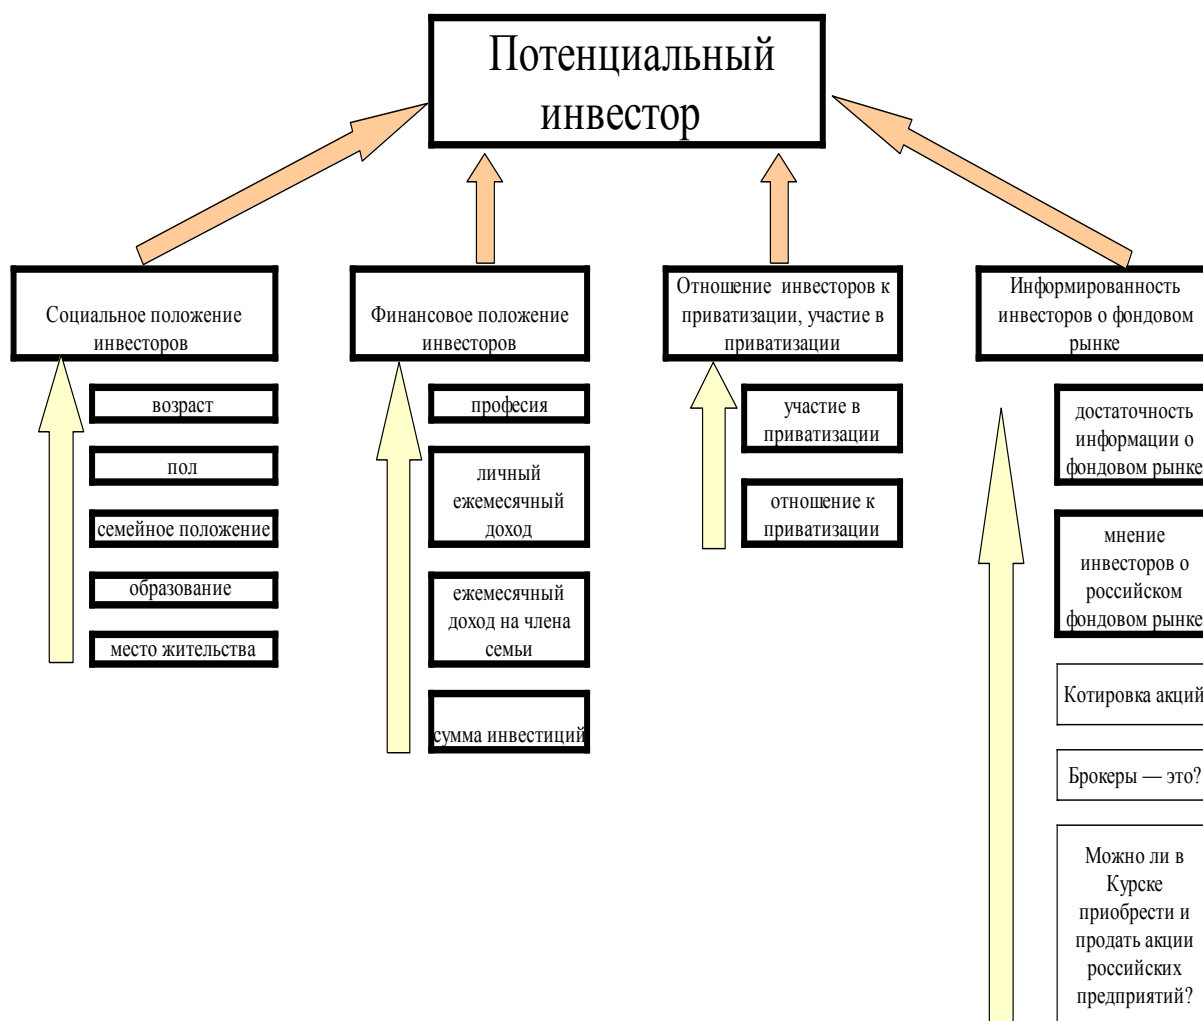 Потенциальный
инвестор
Социальное положение
инвесторов
возраст
пол
семейное положение
образование
место жительства
Финансовое положение
инвесторов
професия
личный
ежемесячный
доход
ежемесячный
доход на члена
семьи
сумма инвестиций
Отношение инвесторов к
приватизации, участие в
приватизации
участие в
приватизации
отношение к
приватизации
Информированность
инвесторов о фондовом
рынке
достаточность
информации о
фондовом рынке
мнение
инвесторов о
российском
фондовом рынке
Котировка акций
Брокеры — это?
Можно ли в
Курске
приобрести и
продать акции
российских
предприятий?